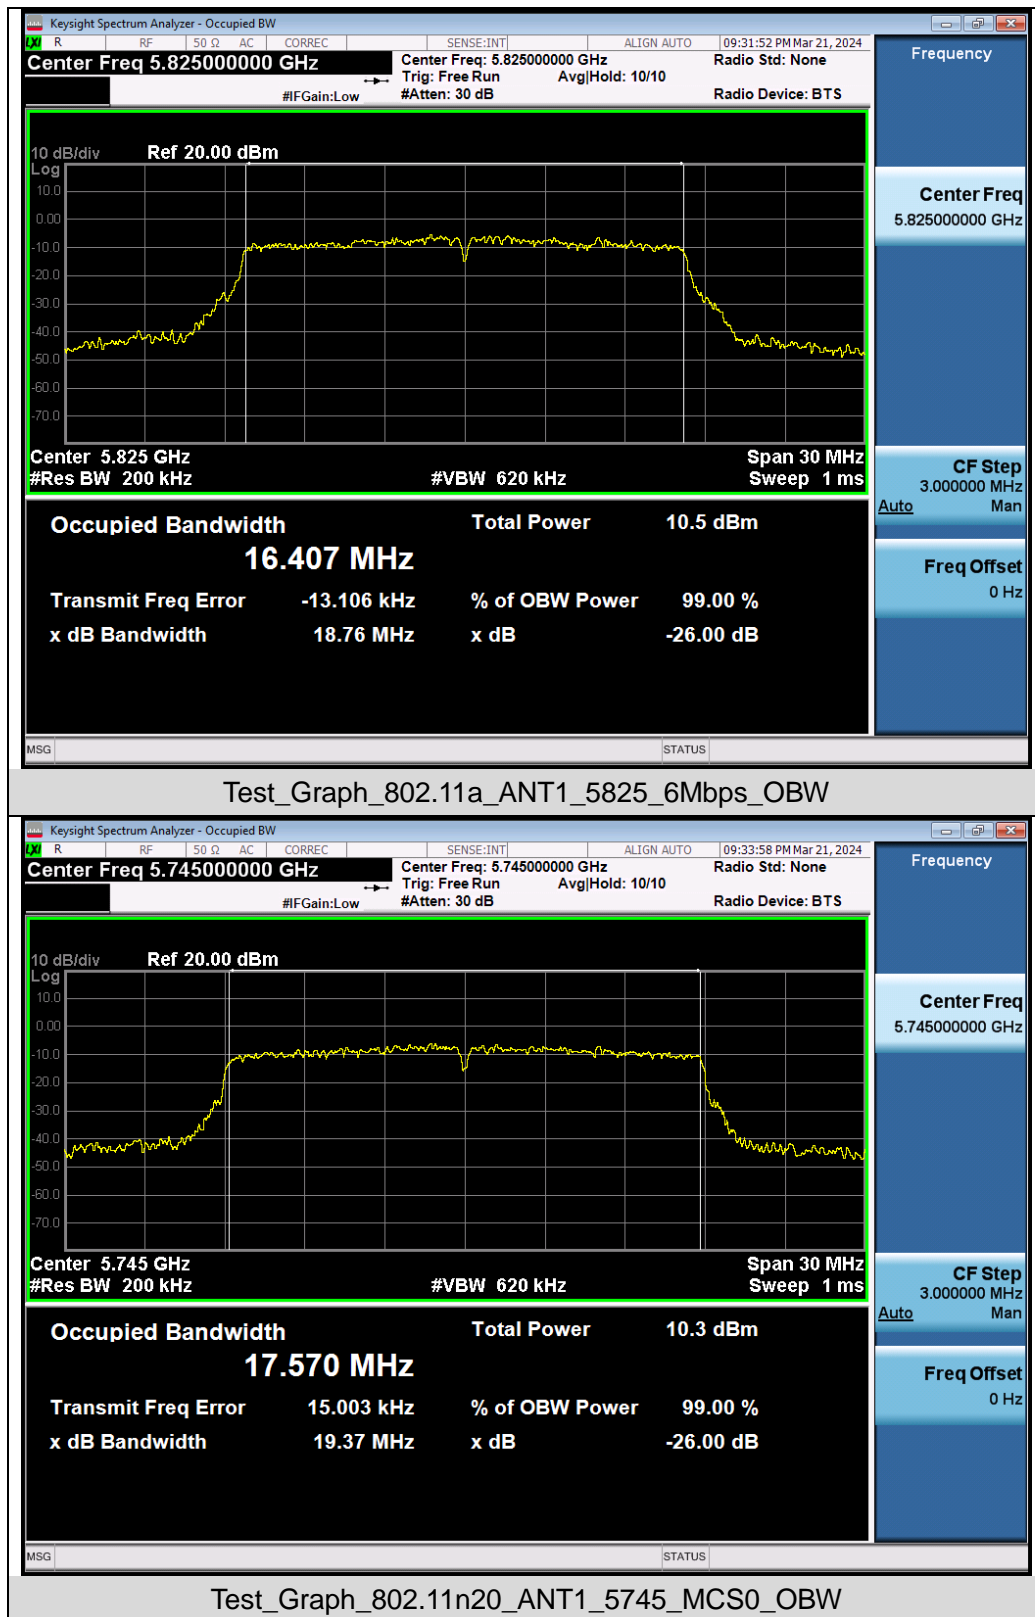 Keysight Spectrum Analyzer - Occupied BW
LXI R RF 50 Ω AC CORREC SENSE:INT ALIGN AUTO 09:31:52 PM Mar 21, 2024
Center Freq 5.825000000 GHz
Center Freq: 5.825000000 GHz
Radio Std: None
Trig: Free Run Avg|Hold: 10/10
#IFGain:Low
#Atten: 30 dB
Radio Device: BTS
Frequency
10 dB/div Ref 20.00 dBm
Log
10.0
0.00
-10.0
-20.0
-30.0
-40.0
-50.0
-60.0
-70.0
Center 5.825 GHz Span 30 MHz
#Res BW 200 kHz #VBW 620 kHz Sweep 1 ms
Center Freq
5.825000000 GHz
CF Step
3.000000 MHz
Auto Man
Freq Offset
0 Hz
Occupied Bandwidth Total Power 10.5 dBm
16.407 MHz
Transmit Freq Error -13.106 kHz % of OBW Power 99.00 %
x dB Bandwidth 18.76 MHz x dB -26.00 dB
MSG STATUS
Test_Graph_802.11a_ANT1_5825_6Mbps_OBW
Keysight Spectrum Analyzer - Occupied BW
LXI R RF 50 Ω AC CORREC SENSE:INT ALIGN AUTO 09:33:58 PM Mar 21, 2024
Center Freq 5.745000000 GHz
Center Freq: 5.745000000 GHz
Radio Std: None
Trig: Free Run Avg|Hold: 10/10
#IFGain:Low
#Atten: 30 dB
Radio Device: BTS
Frequency
10 dB/div Ref 20.00 dBm
Log
10.0
0.00
-10.0
-20.0
-30.0
-40.0
-50.0
-60.0
-70.0
Center 5.745 GHz Span 30 MHz
#Res BW 200 kHz #VBW 620 kHz Sweep 1 ms
Center Freq
5.745000000 GHz
CF Step
3.000000 MHz
Auto Man
Freq Offset
0 Hz
Occupied Bandwidth Total Power 10.3 dBm
17.570 MHz
Transmit Freq Error 15.003 kHz % of OBW Power 99.00 %
x dB Bandwidth 19.37 MHz x dB -26.00 dB
MSG STATUS
Test_Graph_802.11n20_ANT1_5745_MCS0_OBW